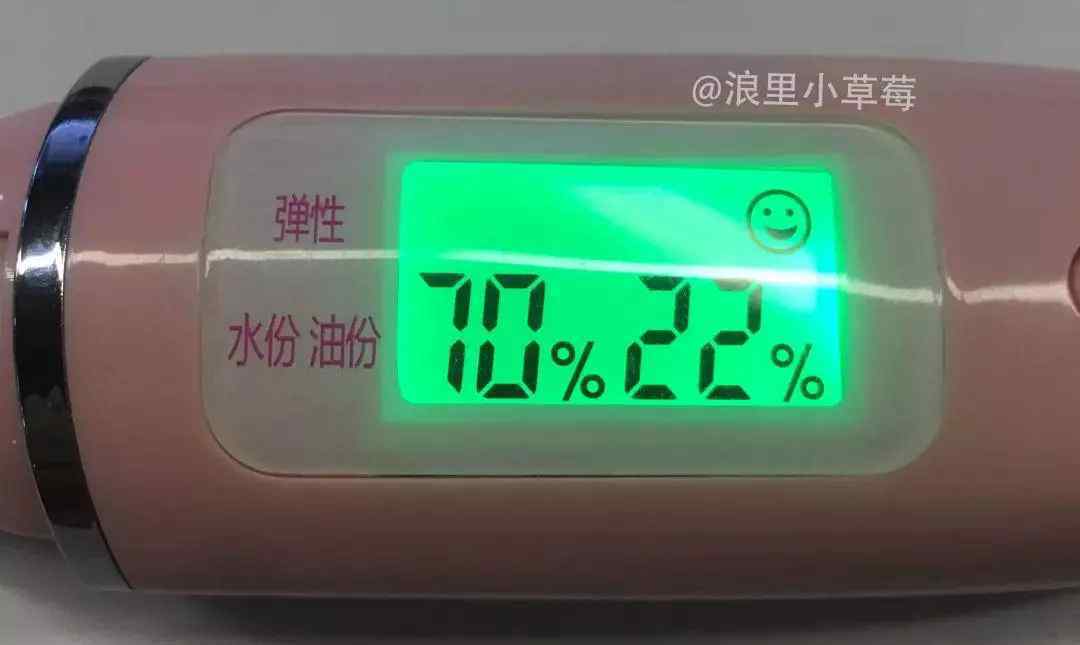 @浪里小草莓
弹性
水份 油份 70% 22%